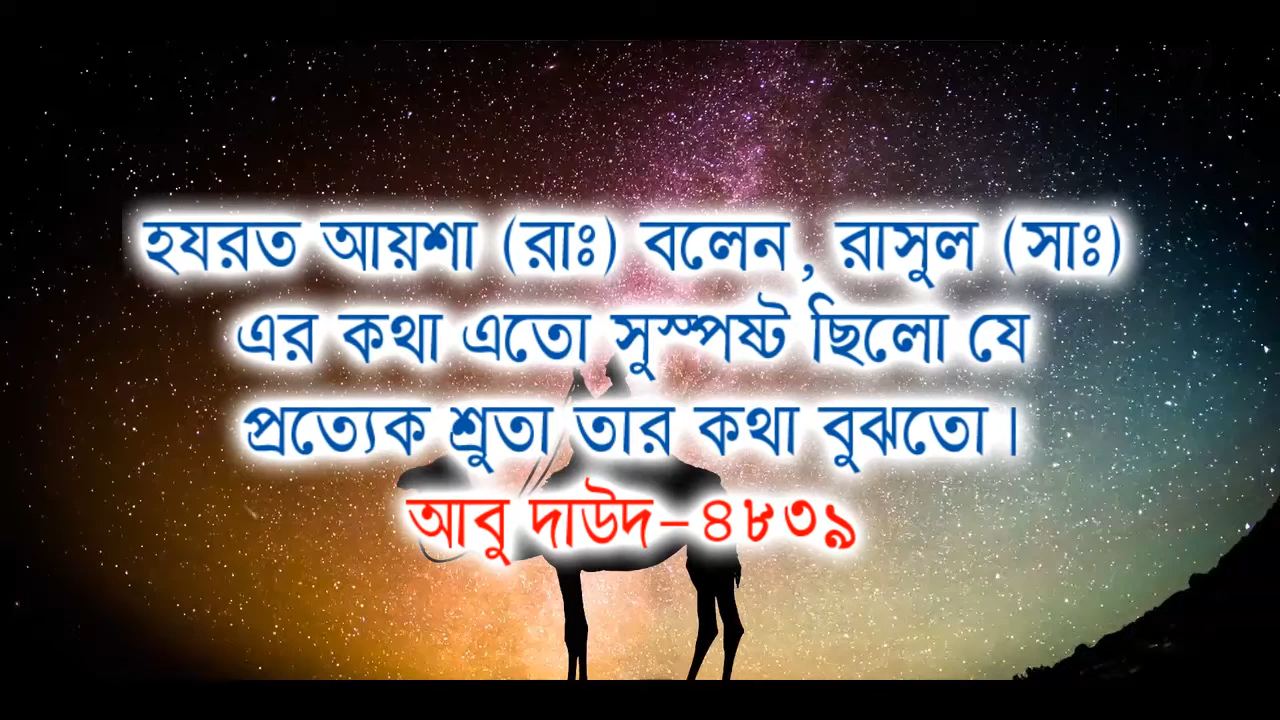 হযরত আয়শা (রাঃ) বলেন, রাসুল (সাঃ)
এর কথা এতো সুস্পষ্ট ছিলো যে
প্রত্যেক শ্রুতা তার কথা বুঝতো।
আবু দাউদ-৪৮৩৯